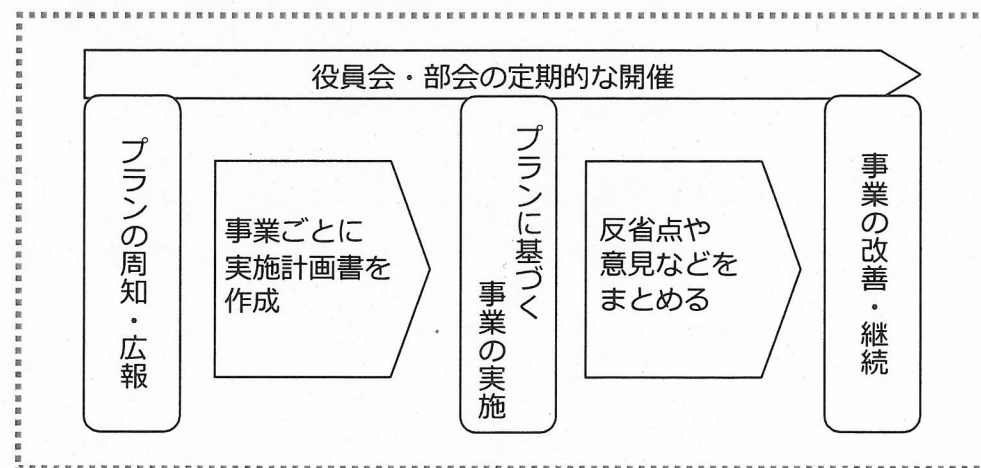 役員会・部会の定期的な開催
プランの周知・広報
事業ごとに
実施計画書を
作成
プランに基づく
事業の実施
反省点や
意見などを
まとめる
事業の改善・継続